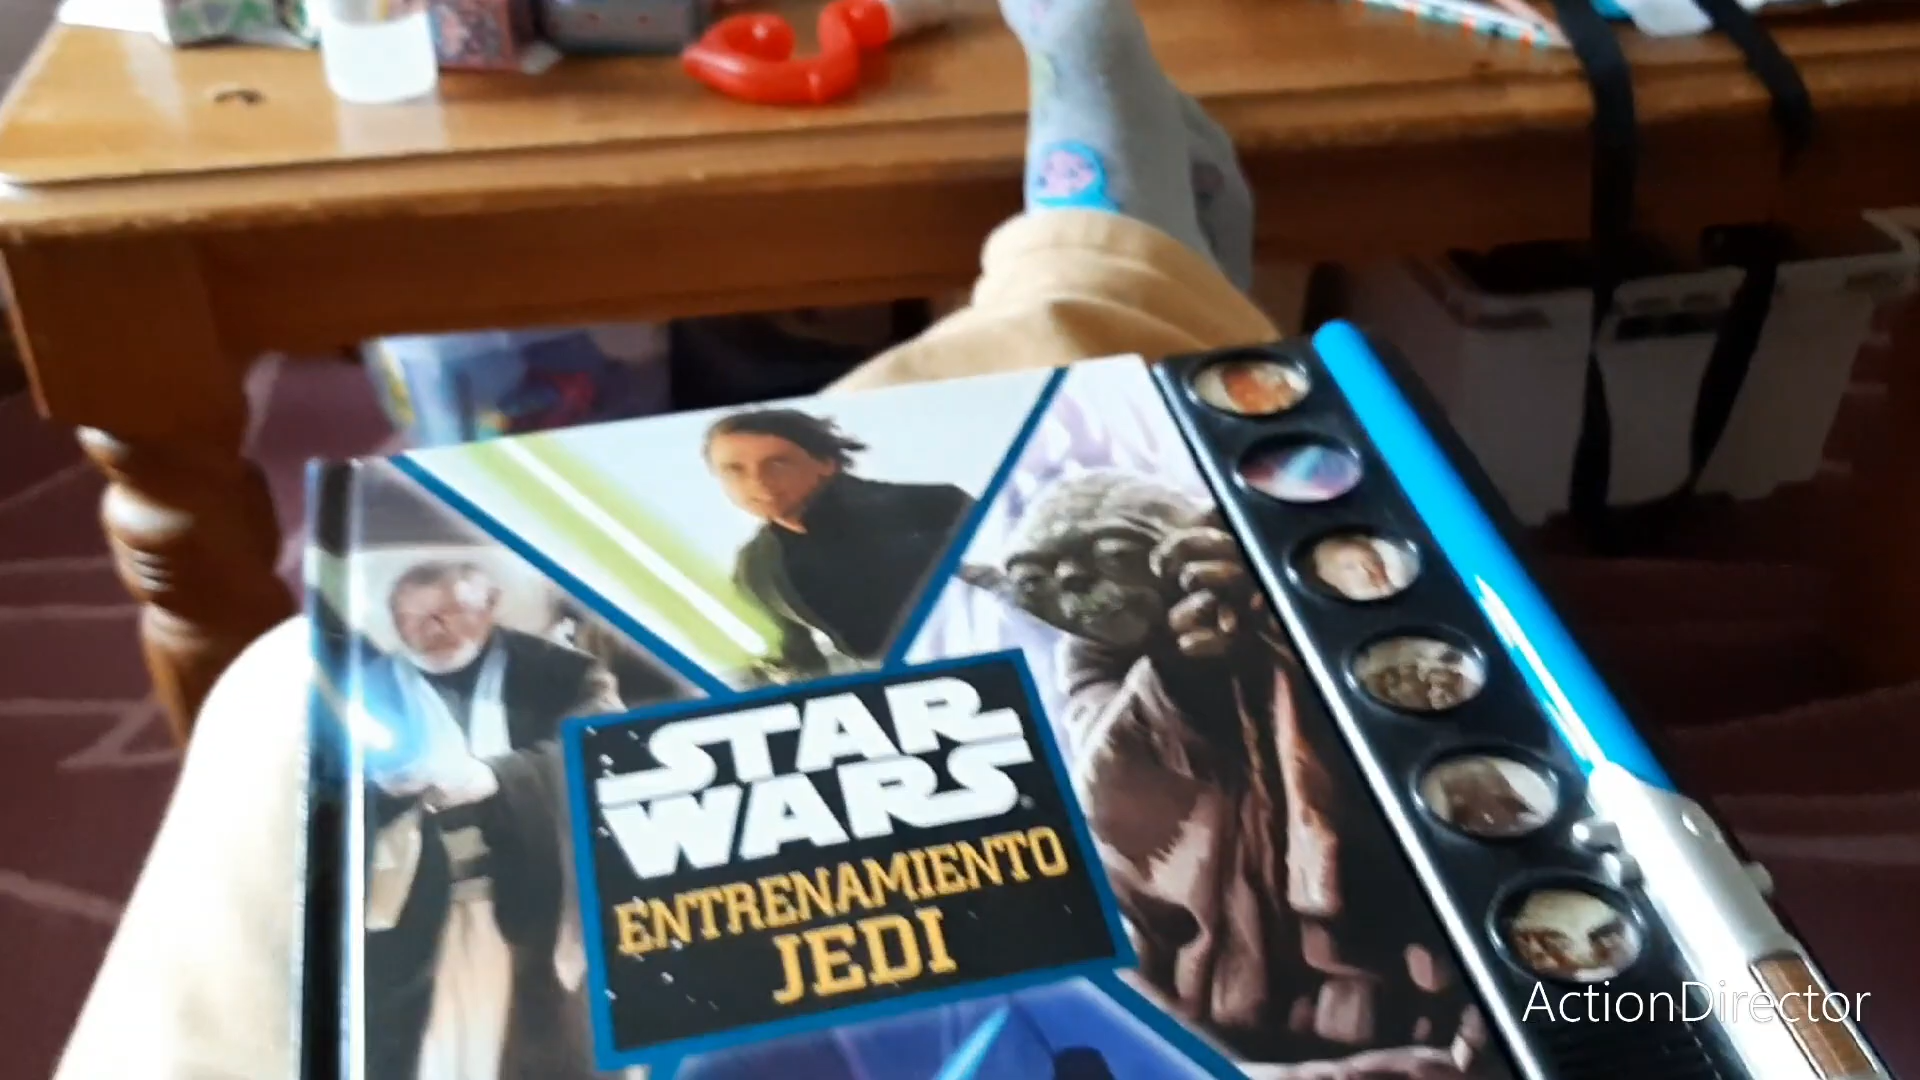 STAR
WARS
ENTRENAMIENTO
JEDI
ActionDirector